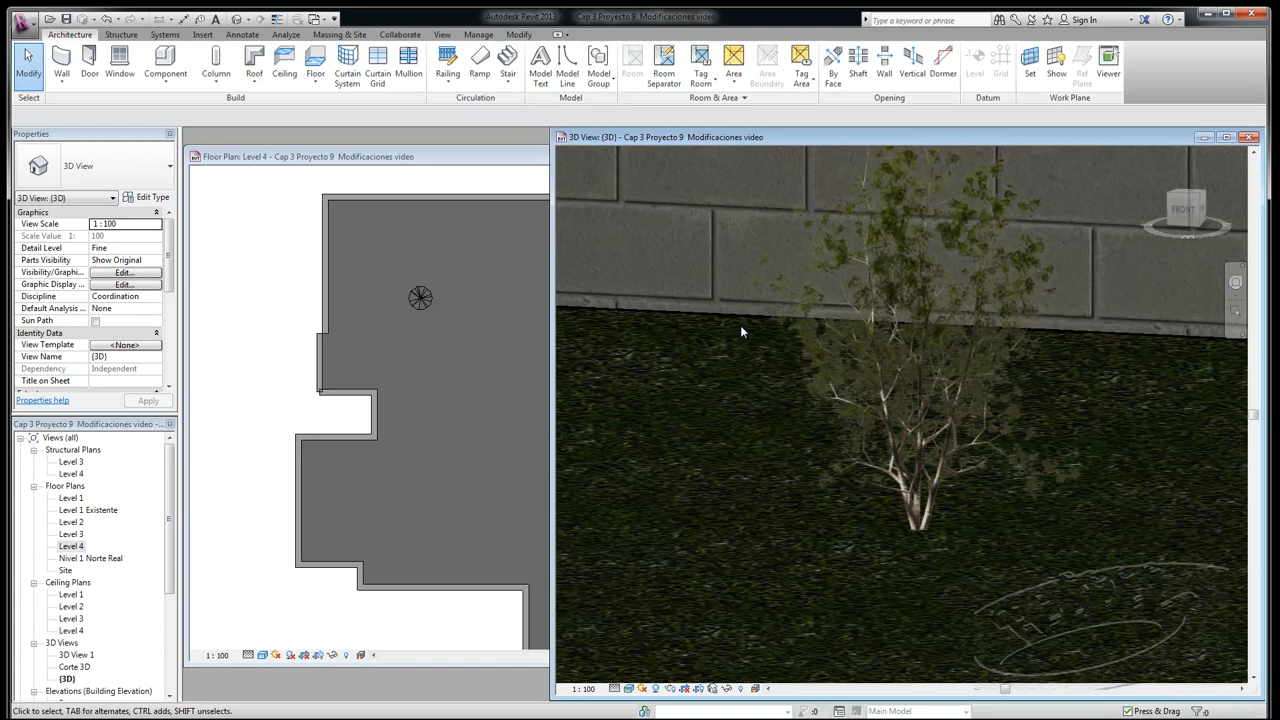 Autodesk Revit 2013 Cap 3 Proyecto 9 Modificaciones video
Type a keyword or phrase
Sign In
Architecture Structure Systems Insert Annotate Analyze Massing & Site Collaborate View Manage Modify
Modify Wall Door Window Component Column Roof Ceiling Floor Curtain System Curtain Grid Mullion Railing Ramp Stair Model Text Model Line Model Group Room Room Separator Tag Room Area Area Boundary Tag Area By Face Shaft Wall Vertical Dormer Level Grid Set Show Ref Plane Viewer
Select Build Circulation Model Room & Area Opening Datum Work Plane
Properties
3D View
3D View: {3D} Edit Type
Graphics
View Scale 1 : 100
Scale Value 1: 100
Detail Level Fine
Parts Visibility Show Original
Visibility/Graphi... Edit...
Graphic Display ... Edit...
Discipline Coordination
Default Analysis ... None
Sun Path
Identity Data
View Template <None>
View Name {3D}
Dependency Independent
Title on Sheet
Properties help Apply
Cap 3 Proyecto 9 Modificaciones video -...
Views (all)
Structural Plans
Level 3
Level 4
Floor Plans
Level 1
Level 1 Existente
Level 2
Level 3
Level 4
Nivel 1 Norte Real
Site
Ceiling Plans
Level 1
Level 2
Level 3
Level 4
3D Views
3D View 1
Corte 3D
{3D}
Elevations (Building Elevation)
Floor Plan: Level 4 - Cap 3 Proyecto 9 Modificaciones video
1 : 100
3D View: {3D} - Cap 3 Proyecto 9 Modificaciones video
FRONT
1 : 100
Click to select, TAB for alternates, CTRL adds, SHIFT unselects.
:0
Main Model
Press & Drag
:0